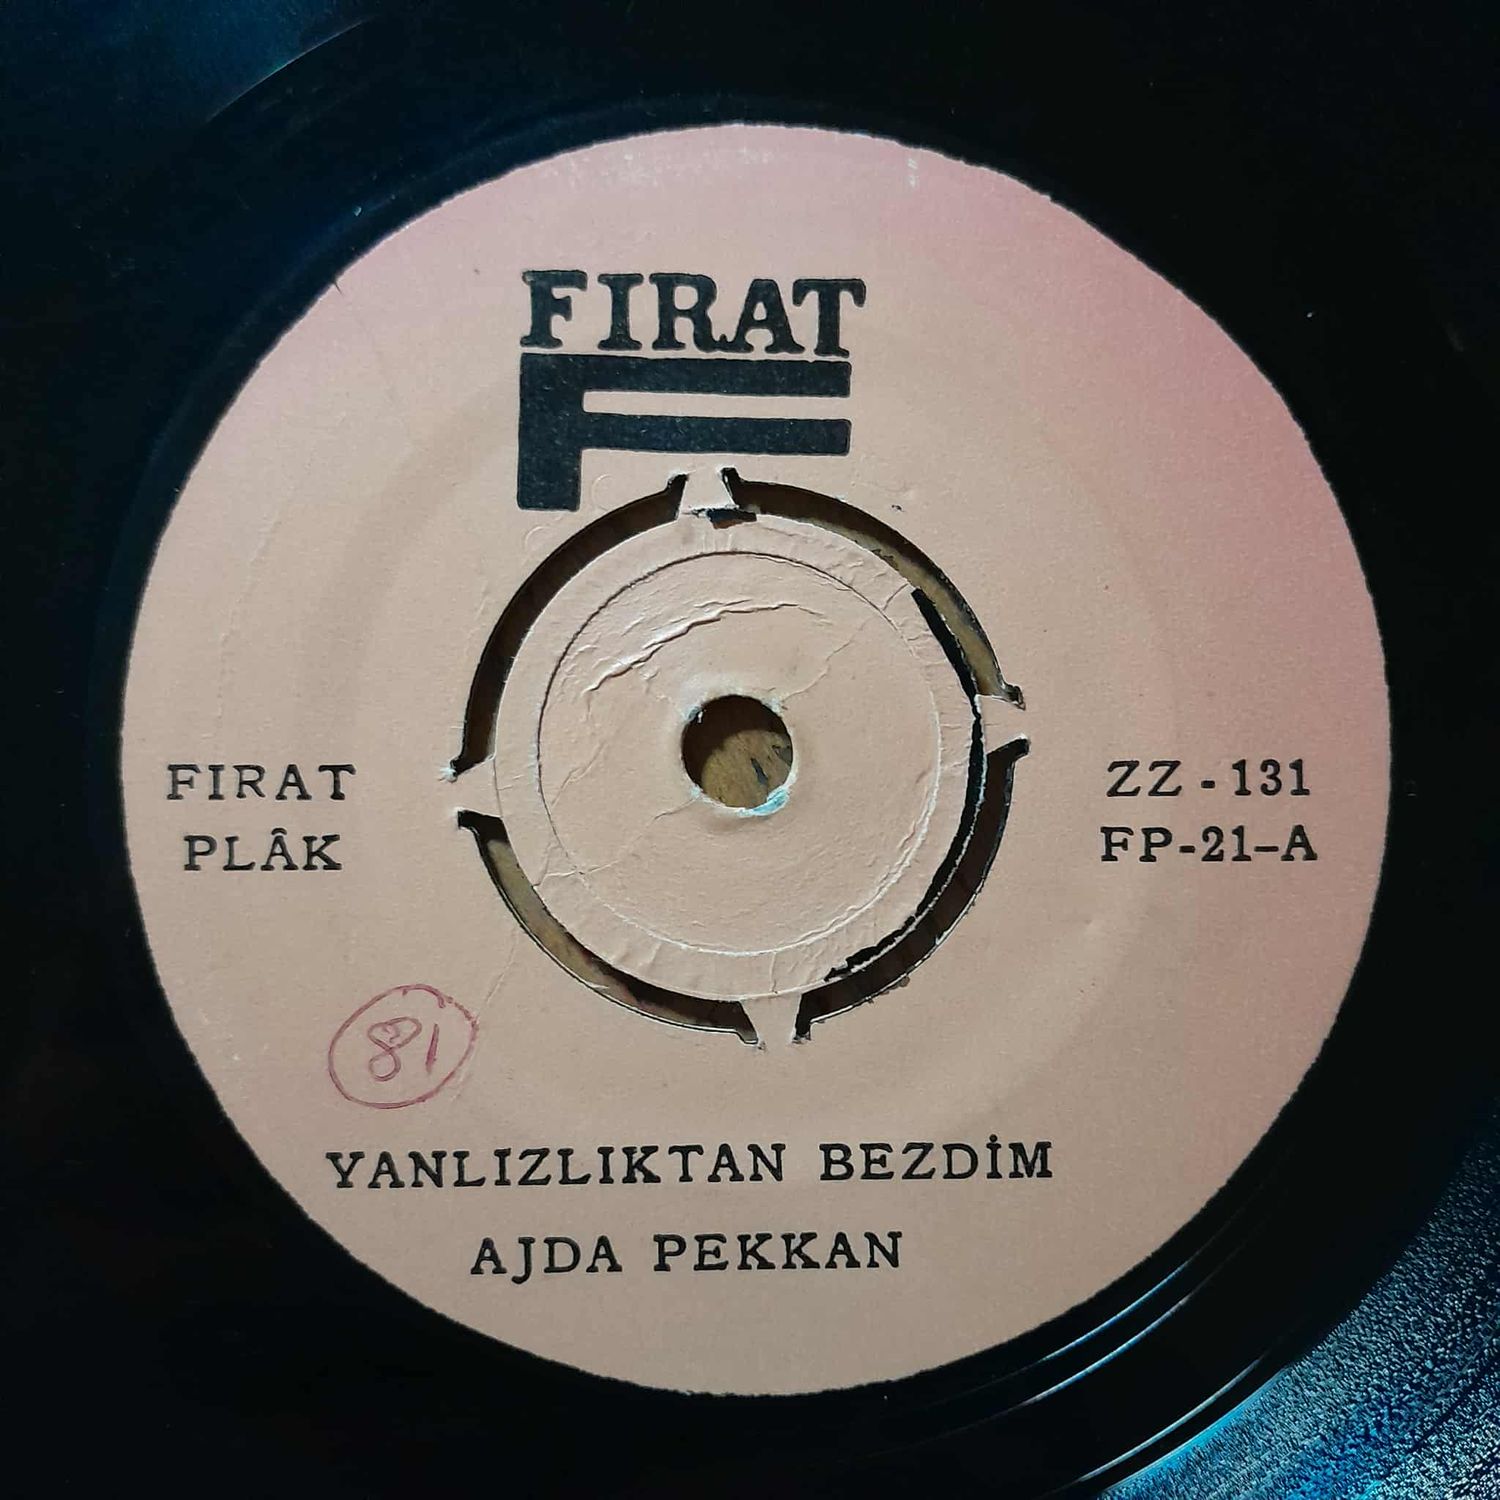 FIRAT
F
FIRAT
PLÂK
ZZ - 131
FP-21-A
81
YANLIZLIKTAN BEZDİM
AJDA PEKKAN